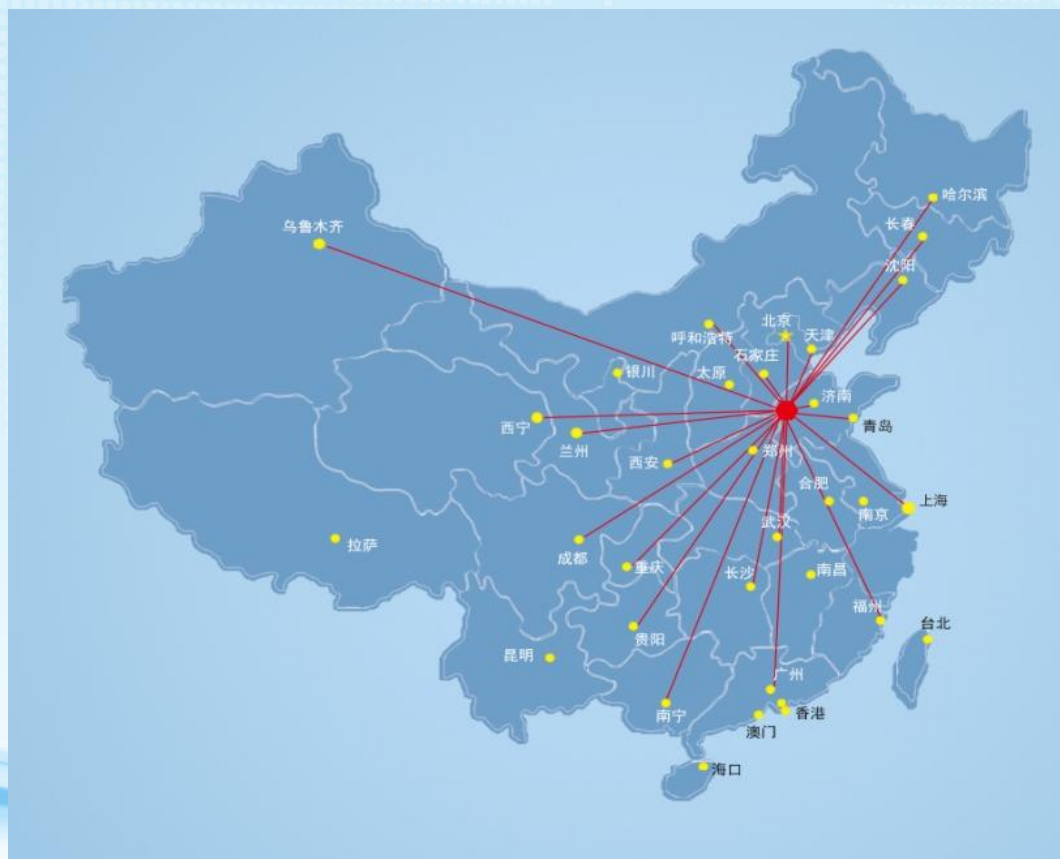 哈尔滨
长春
乌鲁木齐
沈阳
北京
呼和浩特
天津
石家庄
银川
太原
济南
西宁
青岛
兰州
郑州
西安
合肥
上海
南京
武汉
拉萨
成都
重庆
长沙
南昌
福州
台北
贵阳
昆明
广州
南宁
香港
澳门
海口